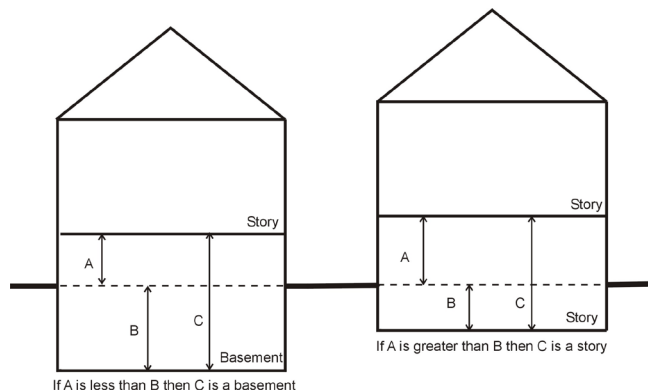 Story
A
B
C
Basement
If A is less than B then C is a basement
Story
A
B
C
Story
If A is greater than B then C is a story